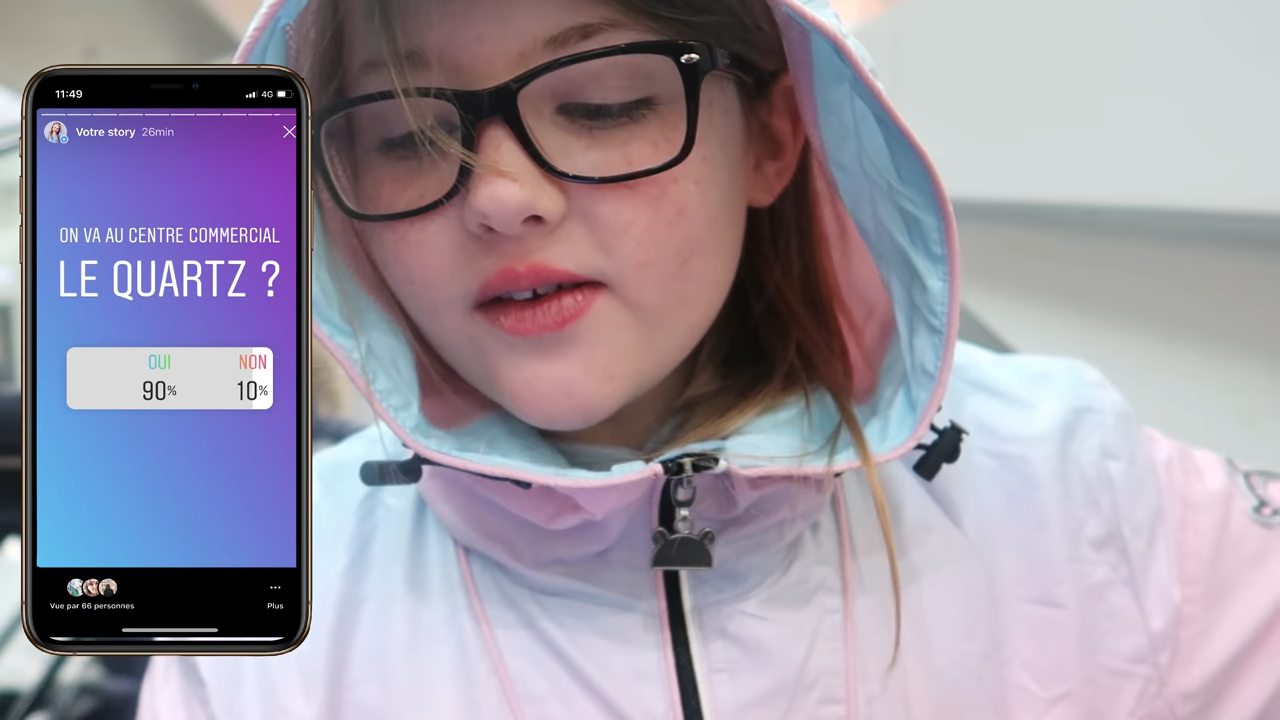 11:49
4G
Votre story 26min
ON VA AU CENTRE COMMERCIAL
LE QUARTZ ?
OUI NON
90% 10%
Vue par 66 personnes
Plus